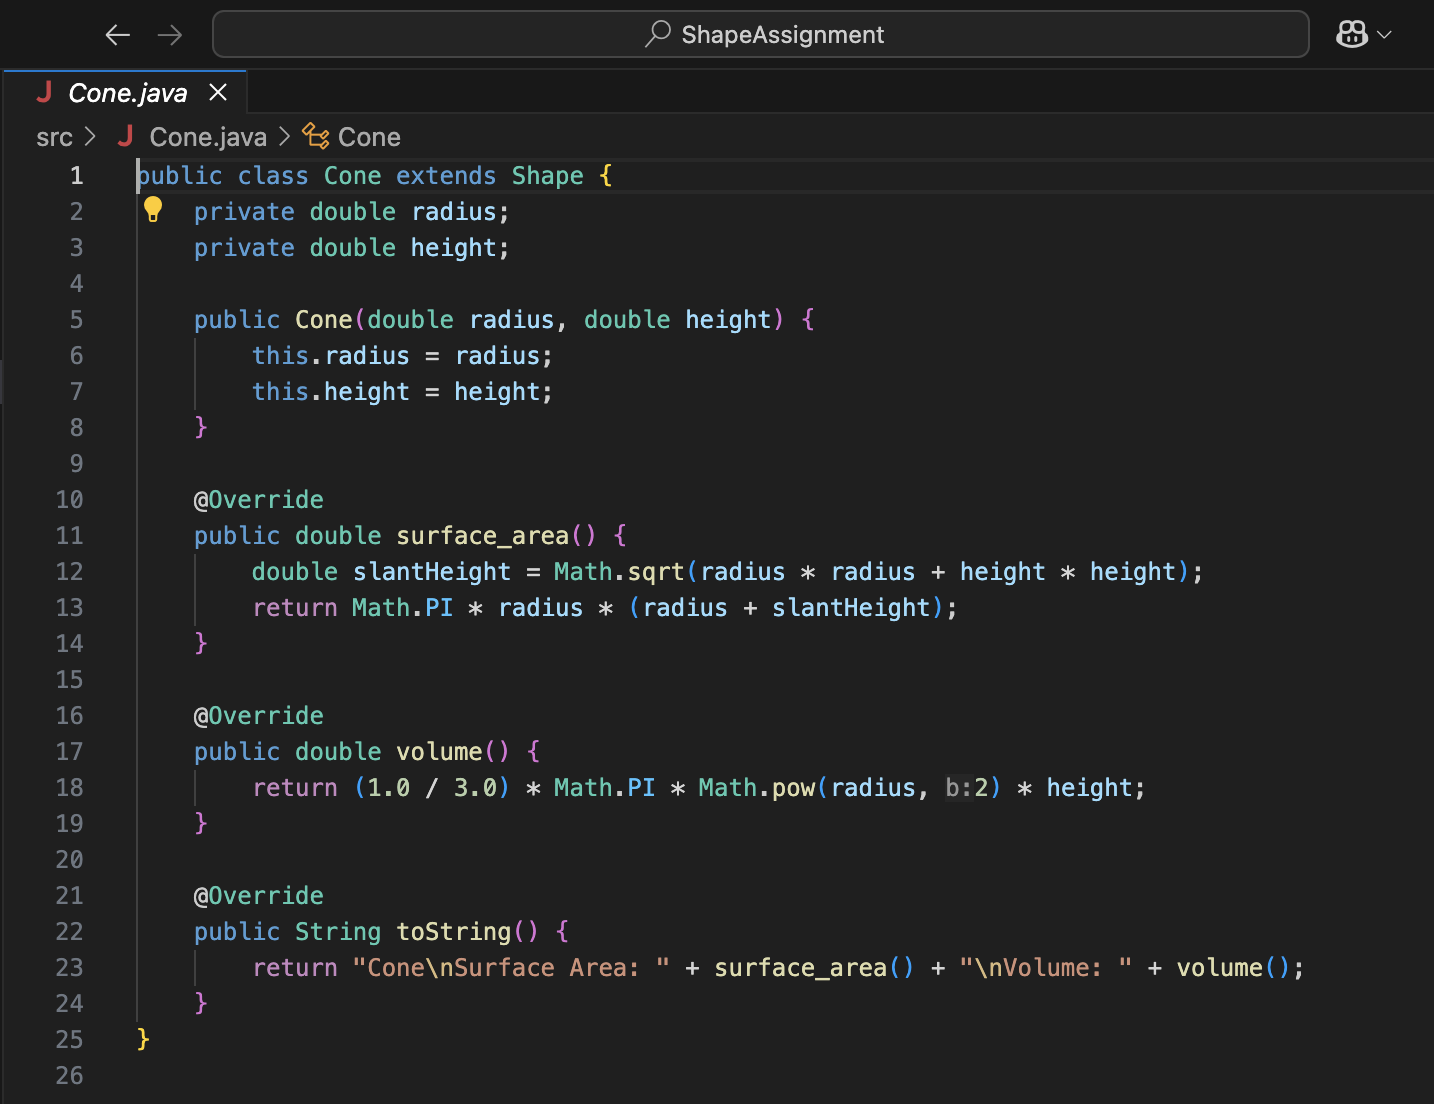 ShapeAssignment
Cone.java
src > Cone.java > Cone
1 public class Cone extends Shape {
2     private double radius;
3     private double height;
4
5     public Cone(double radius, double height) {
6         this.radius = radius;
7         this.height = height;
8     }
9
10     @Override
11     public double surface_area() {
12         double slantHeight = Math.sqrt(radius * radius + height * height);
13         return Math.PI * radius * (radius + slantHeight);
14     }
15
16     @Override
17     public double volume() {
18         return (1.0 / 3.0) * Math.PI * Math.pow(radius, b:2) * height;
19     }
20
21     @Override
22     public String toString() {
23         return "Cone\nSurface Area: " + surface_area() + "\nVolume: " + volume();
24     }
25 }
26